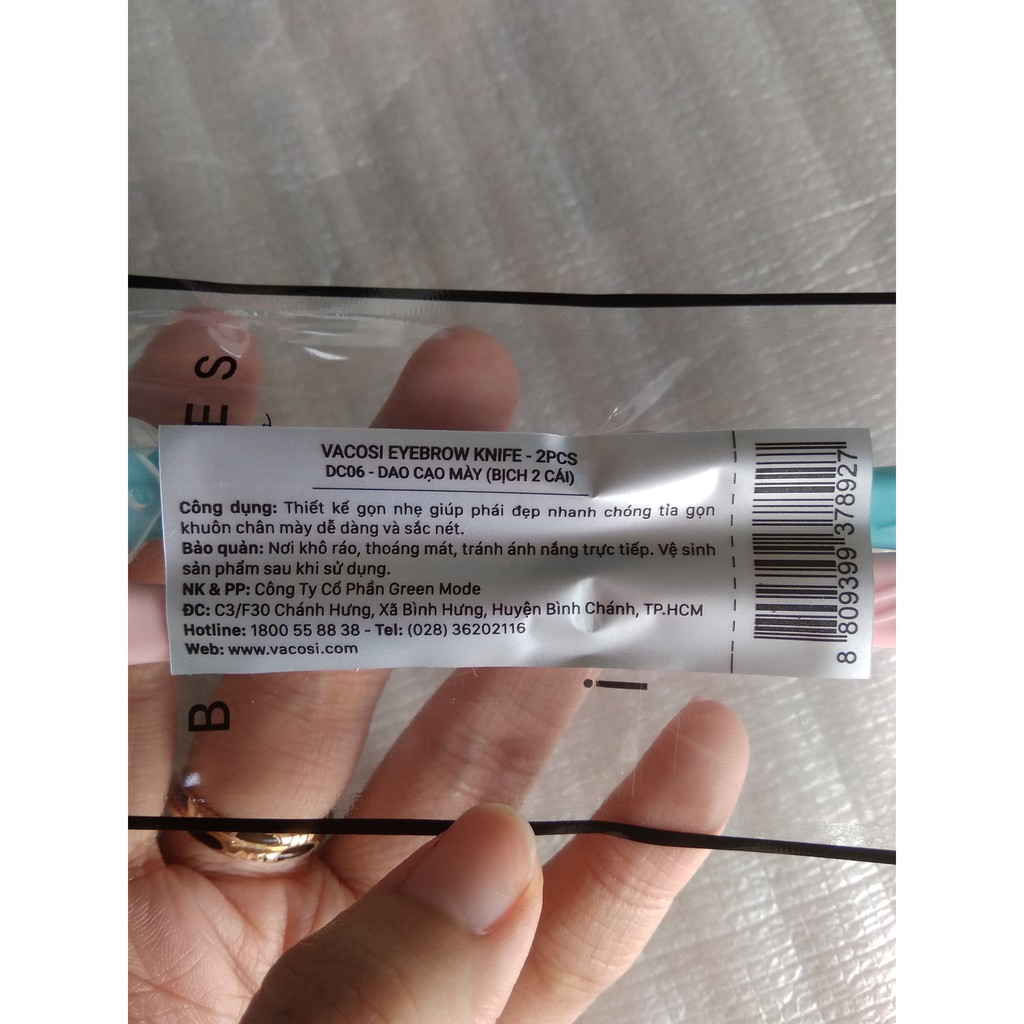 VACOSI EYEBROW KNIFE - 2PCS
DC06 - DAO CẠO MÀY (BỊCH 2 CÁI)
Công dụng: Thiết kế gọn nhẹ giúp phái đẹp nhanh chóng tỉa gọn
khuôn chân mày dễ dàng và sắc nét.
Bảo quản: Nơi khô ráo, thoáng mát, tránh ánh nắng trực tiếp. Vệ sinh
sản phẩm sau khi sử dụng.
NK & PP: Công Ty Cổ Phần Green Mode
ĐC: C3/F30 Chánh Hưng, Xã Bình Hưng, Huyện Bình Chánh, TP.HCM
Hotline: 1800 55 88 38 - Tel: (028) 36202116
Web: www.vacosi.com
8 809399 378927
B
ES